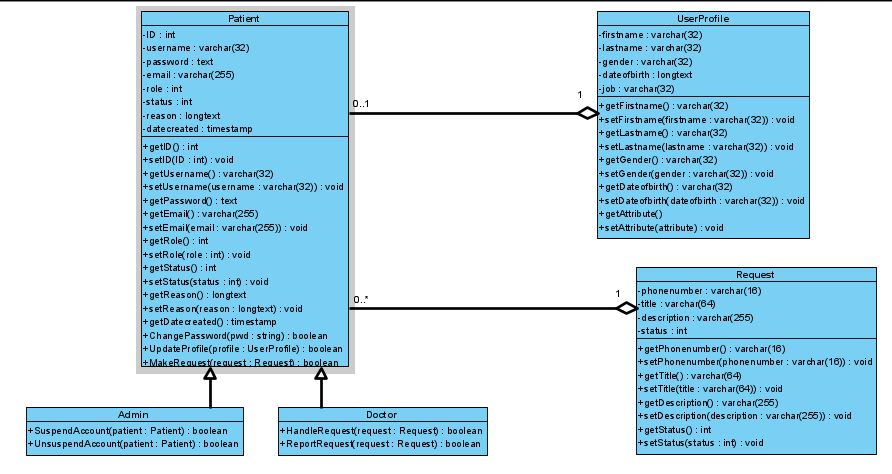 Patient
-ID : int
-username : varchar(32)
-password : text
-email : varchar(255)
-role : int
-status : int
-reason : longtext
-datecreated : timestamp
+getID() : int
+setID(ID : int) : void
+getUsername() : varchar(32)
+setUsername(username : varchar(32)) : void
+getPassword() : text
+getEmail() : varchar(255)
+setEmail(email : varchar(255)) : void
+getRole() : int
+setRole(role : int) : void
+getStatus() : int
+setStatus(status : int) : void
+getReason() : longtext
+setReason(reason : longtext) : void
+getDatecreated() : timestamp
+ChangePassword(pwd : string) : boolean
+UpdateProfile(profile : UserProfile) : boolean
+MakeRequest(request : Request) : boolean
0..1
1
UserProfile
-firstname : varchar(32)
-lastname : varchar(32)
-gender : varchar(32)
-dateofbirth : longtext
-job : varchar(32)
+getFirstname() : varchar(32)
+setFirstname(firstname : varchar(32)) : void
+getLastname() : varchar(32)
+setLastname(lastname : varchar(32)) : void
+getGender() : varchar(32)
+setGender(gender : varchar(32)) : void
+getDateofbirth() : varchar(32)
+setDateofbirth(dateofbirth : varchar(32)) : void
+getAttribute()
+setAttribute(attribute) : void
0..*
1
Request
-phonenumber : varchar(16)
-title : varchar(64)
-description : varchar(255)
-status : int
+getPhonenumber() : varchar(16)
+setPhonenumber(phonenumber : varchar(16)) : void
+getTitle() : varchar(64)
+setTitle(title : varchar(64)) : void
+getDescription() : varchar(255)
+setDescription(description : varchar(255)) : void
+getStatus() : int
+setStatus(status : int) : void
Admin
+SuspendAccount(patient : Patient) : boolean
+UnsuspendAccount(patient : Patient) : boolean
Doctor
+HandleRequest(request : Request) : boolean
+ReportRequest(request : Request) : boolean